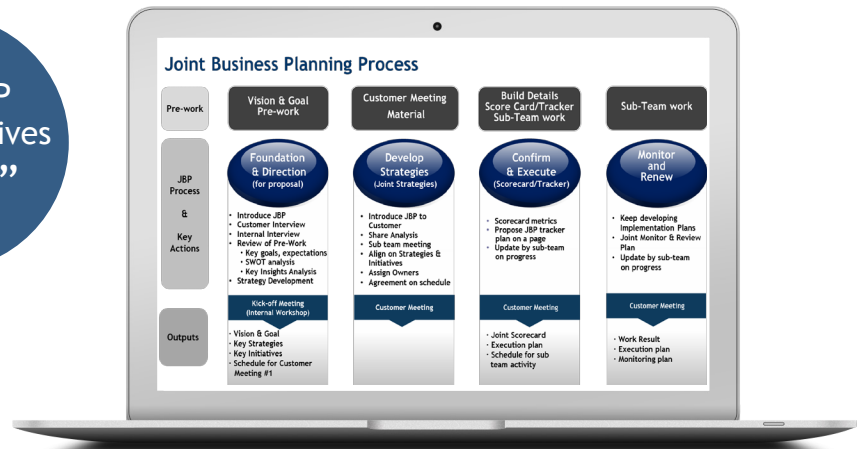 P
ives
”
Joint Business Planning Process
Pre-work
Vision & Goal
Pre-work
Customer Meeting
Material
Build Details
Score Card/Tracker
Sub-Team work
Sub-Team work
JBP
Process
&
Key
Actions
Foundation
& Direction
(for proposal)
• Introduce JBP
• Customer Interview
• Internal Interview
• Review of Pre-Work
• Key goals, expectations
• SWOT analysis
• Key Insights Analysis
• Strategy Development
Develop
Strategies
(Joint Strategies)
• Introduce JBP to
Customer
• Share Analysis
• Sub team meeting
• Align on Strategies &
Initiatives
• Assign Owners
• Agreement on schedule
Confirm
& Execute
(Scorecard/Tracker)
• Scorecard metrics
• Propose JBP tracker
plan on a page
• Update by sub-team
on progress
Monitor
and
Renew
• Keep developing
Implementation Plans
• Joint Monitor & Review
Plan
• Update by sub-team
on progress
Kick-off Meeting
(Internal Workshop)
Customer Meeting
Customer Meeting
Customer Meeting
Outputs
· Vision & Goal
· Key Strategies
· Key Initiatives
· Schedule for Customer
Meeting #1
· Joint Scorecard
· Execution plan
· Schedule for sub
team activity
· Work Result
· Execution plan
· Monitoring plan